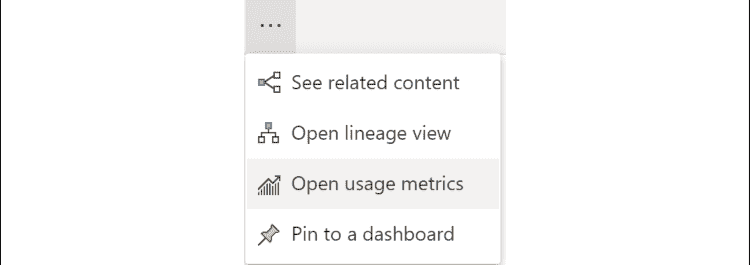 ...
See related content
Open lineage view
Open usage metrics
Pin to a dashboard